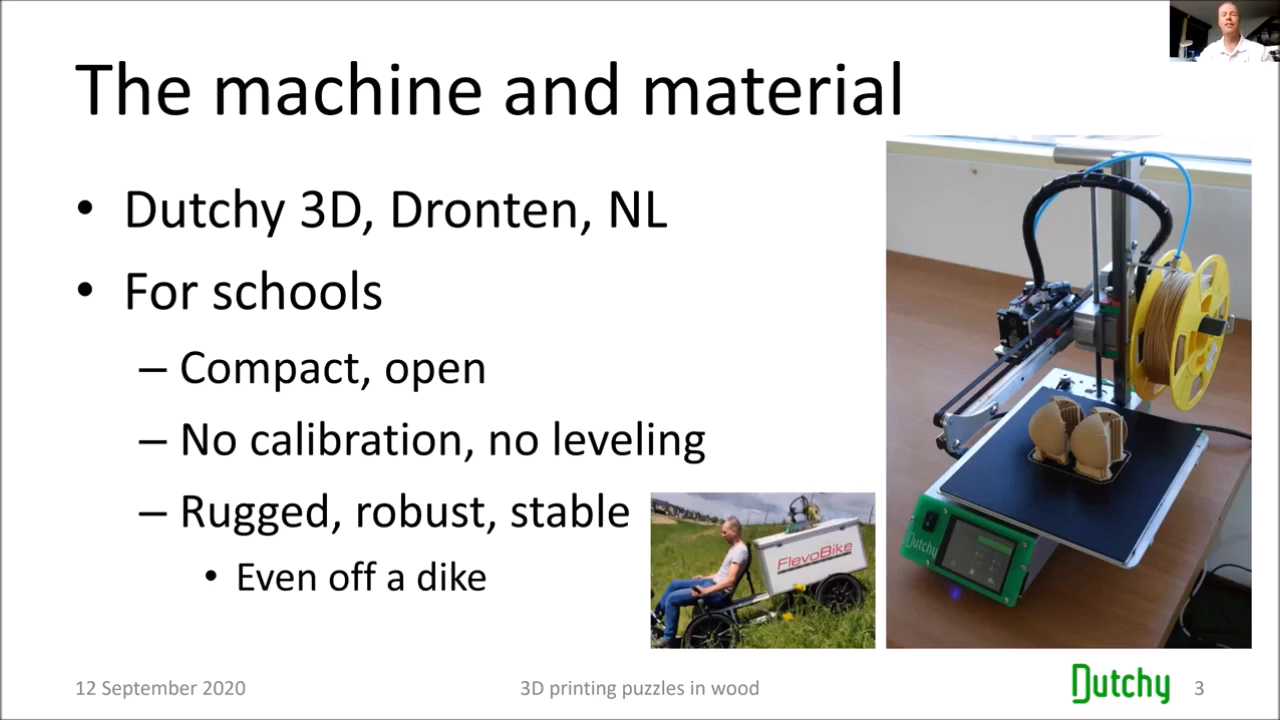 The machine and material
• Dutchy 3D, Dronten, NL
• For schools
– Compact, open
– No calibration, no leveling
– Rugged, robust, stable
• Even off a dike
FlevoBike
Dutchy
12 September 2020
3D printing puzzles in wood
Dutchy
3